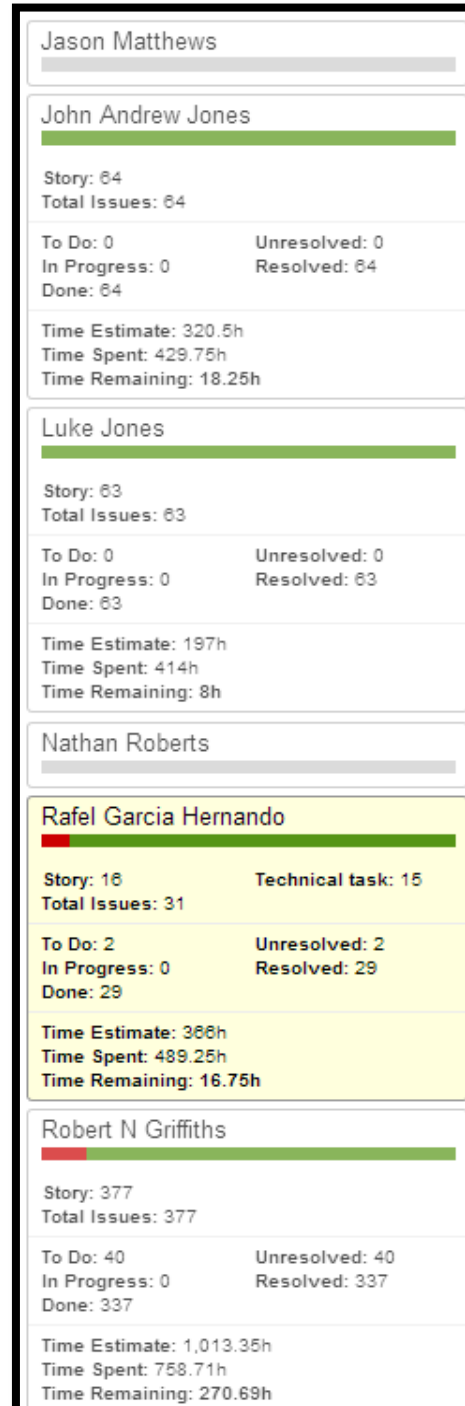 Jason Matthews
John Andrew Jones
Story: 64
Total Issues: 64
To Do: 0 Unresolved: 0
In Progress: 0 Resolved: 64
Done: 64
Time Estimate: 320.5h
Time Spent: 429.75h
Time Remaining: 18.25h
Luke Jones
Story: 63
Total Issues: 63
To Do: 0 Unresolved: 0
In Progress: 0 Resolved: 63
Done: 63
Time Estimate: 197h
Time Spent: 414h
Time Remaining: 8h
Nathan Roberts
Rafel Garcia Hernando
Story: 16 Technical task: 15
Total Issues: 31
To Do: 2 Unresolved: 2
In Progress: 0 Resolved: 29
Done: 29
Time Estimate: 366h
Time Spent: 489.25h
Time Remaining: 16.75h
Robert N Griffiths
Story: 377
Total Issues: 377
To Do: 40 Unresolved: 40
In Progress: 0 Resolved: 337
Done: 337
Time Estimate: 1,013.35h
Time Spent: 758.71h
Time Remaining: 270.69h